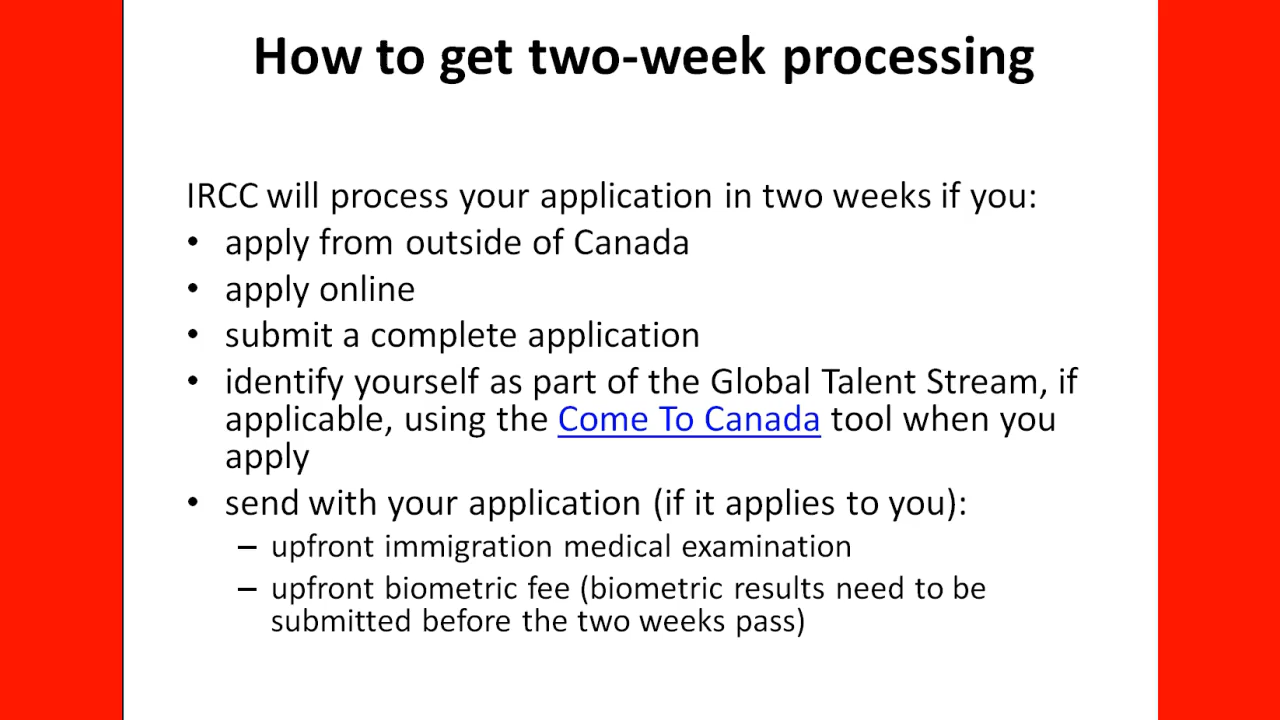 How to get two-week processing
IRCC will process your application in two weeks if you:
• apply from outside of Canada
• apply online
• submit a complete application
• identify yourself as part of the Global Talent Stream, if
applicable, using the Come To Canada tool when you
apply
• send with your application (if it applies to you):
– upfront immigration medical examination
– upfront biometric fee (biometric results need to be
submitted before the two weeks pass)